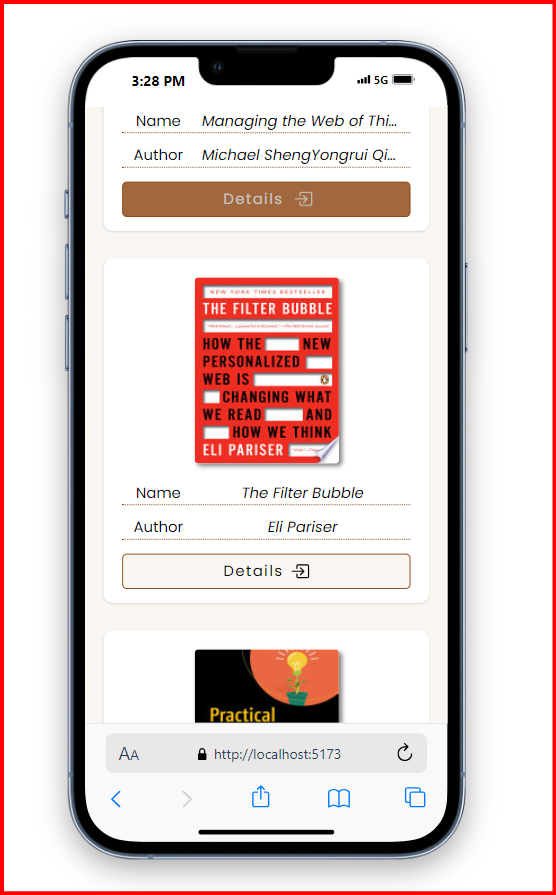 3:28 PM
5G
Name Managing the Web of Thi...
Author Michael ShengYongrui Qi...
Details
NEW YORK TIMES BESTSELLER
THE FILTER BUBBLE
HOW THE NEW
PERSONALIZED
WEB IS
CHANGING WHAT
WE READ AND
HOW WE THINK
ELI PARISER
Name The Filter Bubble
Author Eli Pariser
Details
Practical
AA
http://localhost:5173